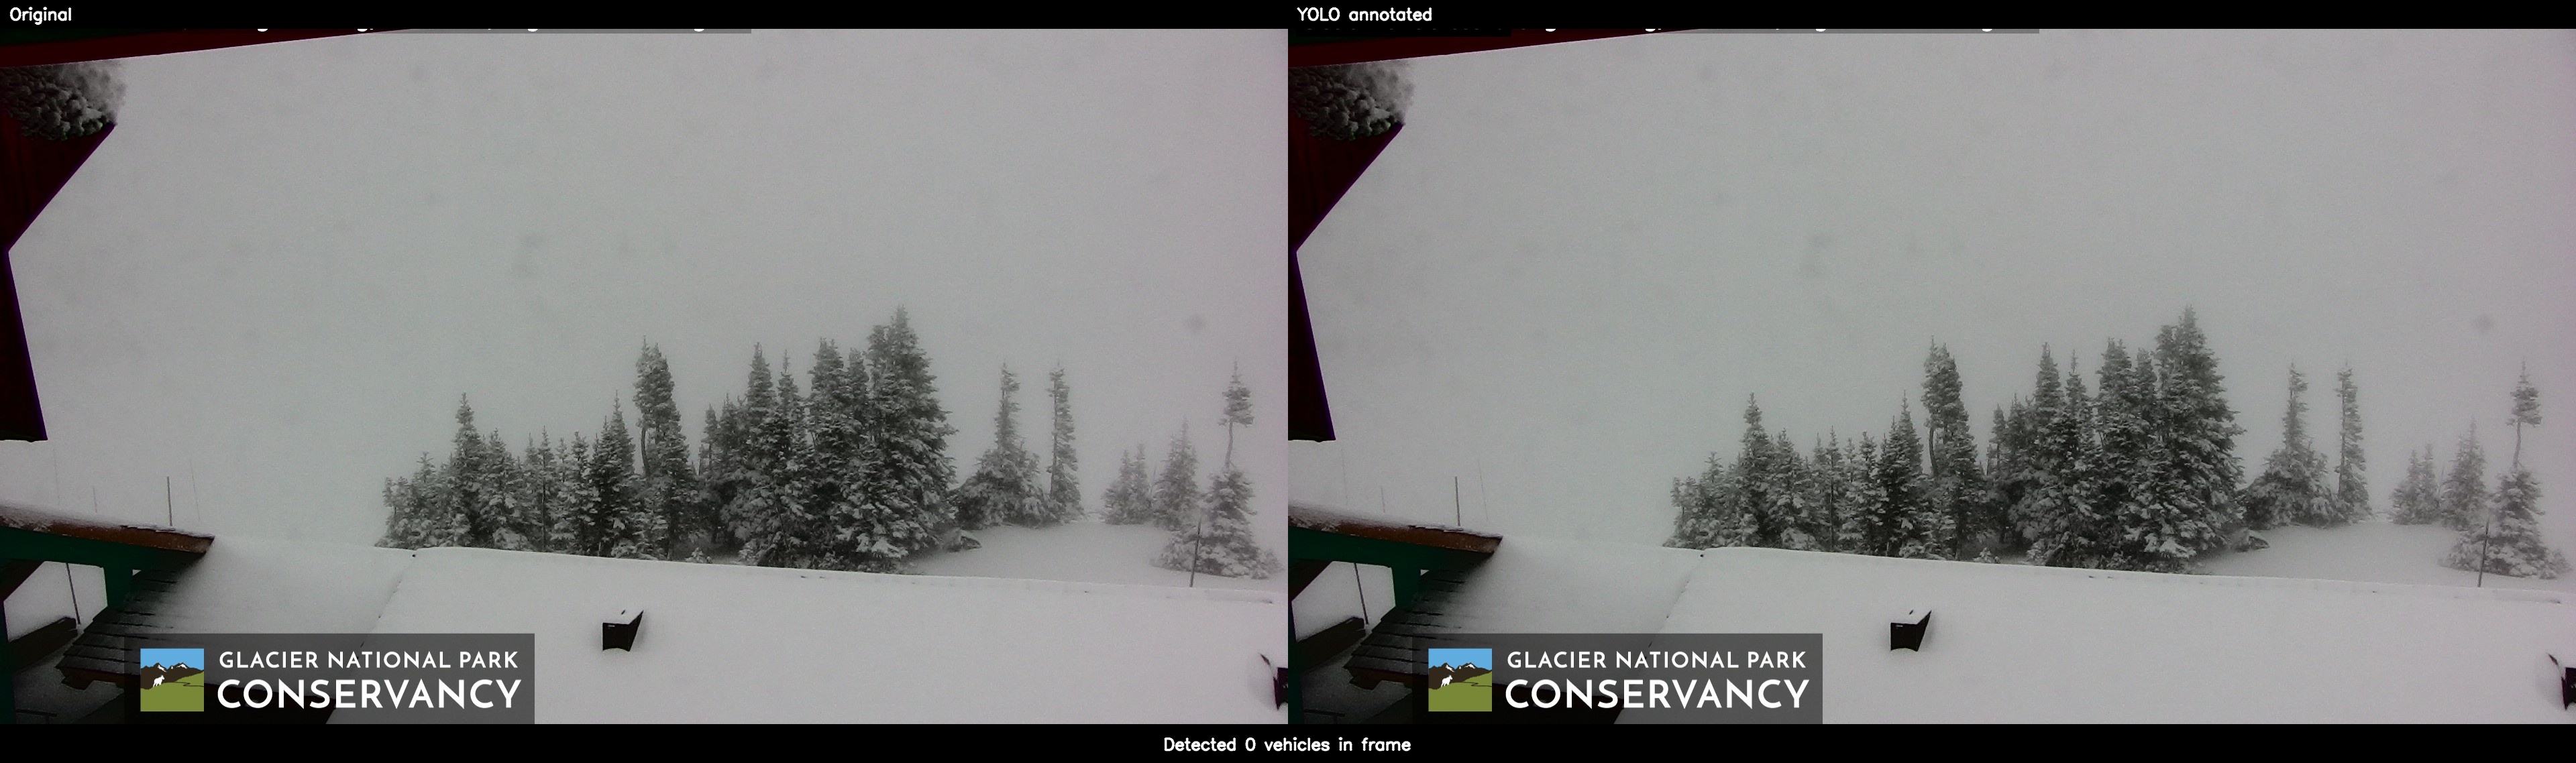 Original
YOLO annotated
GLACIER NATIONAL PARK
CONSERVANCY
GLACIER NATIONAL PARK
CONSERVANCY
Detected 0 vehicles in frame